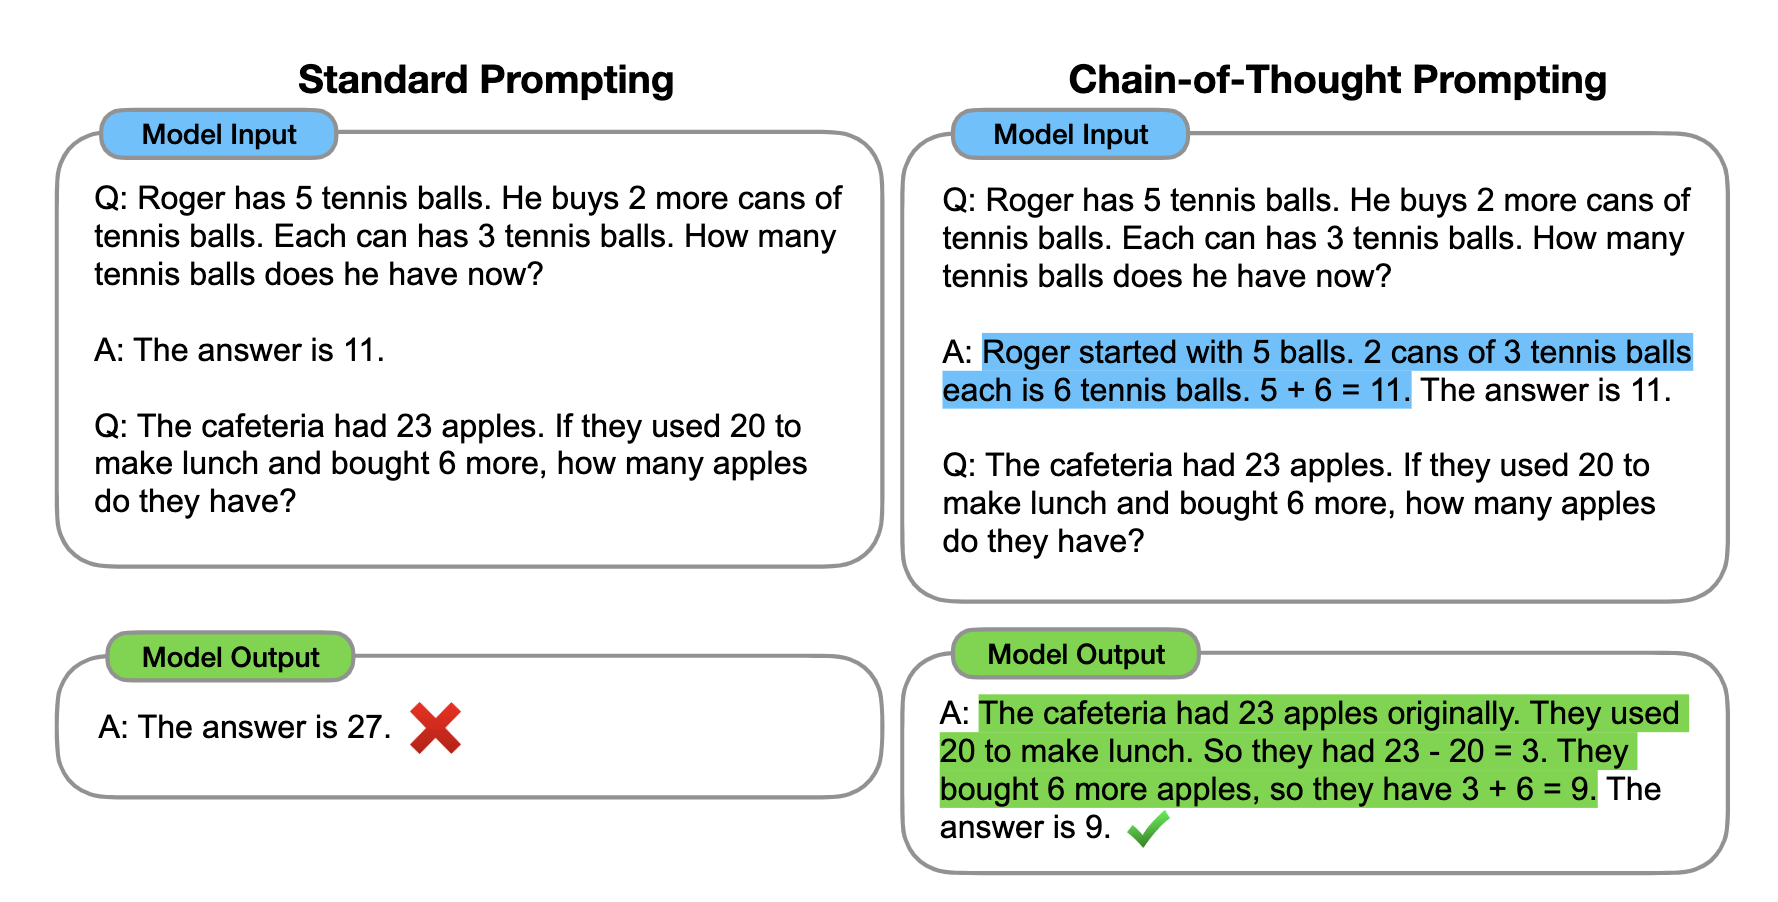 Standard Prompting
Model Input
Q: Roger has 5 tennis balls. He buys 2 more cans of
tennis balls. Each can has 3 tennis balls. How many
tennis balls does he have now?
A: The answer is 11.
Q: The cafeteria had 23 apples. If they used 20 to
make lunch and bought 6 more, how many apples
do they have?
Model Output
A: The answer is 27.
Chain-of-Thought Prompting
Model Input
Q: Roger has 5 tennis balls. He buys 2 more cans of
tennis balls. Each can has 3 tennis balls. How many
tennis balls does he have now?
A: Roger started with 5 balls. 2 cans of 3 tennis balls
each is 6 tennis balls. 5 + 6 = 11. The answer is 11.
Q: The cafeteria had 23 apples. If they used 20 to
make lunch and bought 6 more, how many apples
do they have?
Model Output
A: The cafeteria had 23 apples originally. They used
20 to make lunch. So they had 23 - 20 = 3. They
bought 6 more apples, so they have 3 + 6 = 9. The
answer is 9.